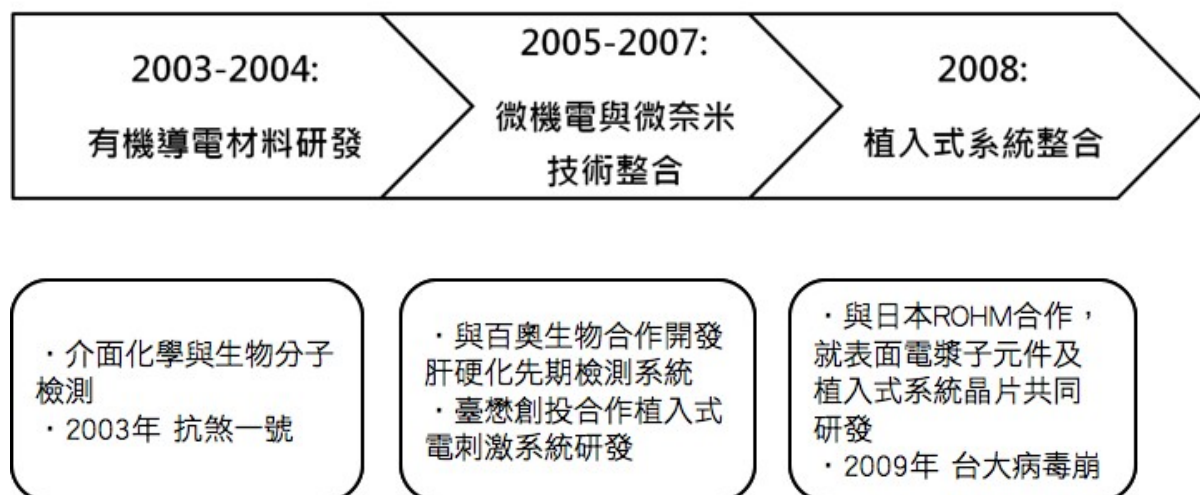 2003-2004:
有機導電材料研發
2005-2007:
微機電與微奈米
技術整合
2008:
植入式系統整合
·介面化學與生物分子
檢測
·2003年 抗煞一號
·與百奧生物合作開發
肝硬化先期檢測系統
·臺懋創投合作植入式
電刺激系統研發
·與日本ROHM合作，
就表面電漿子元件及
植入式系統晶片共同
研發
·2009年 台大病毒崩